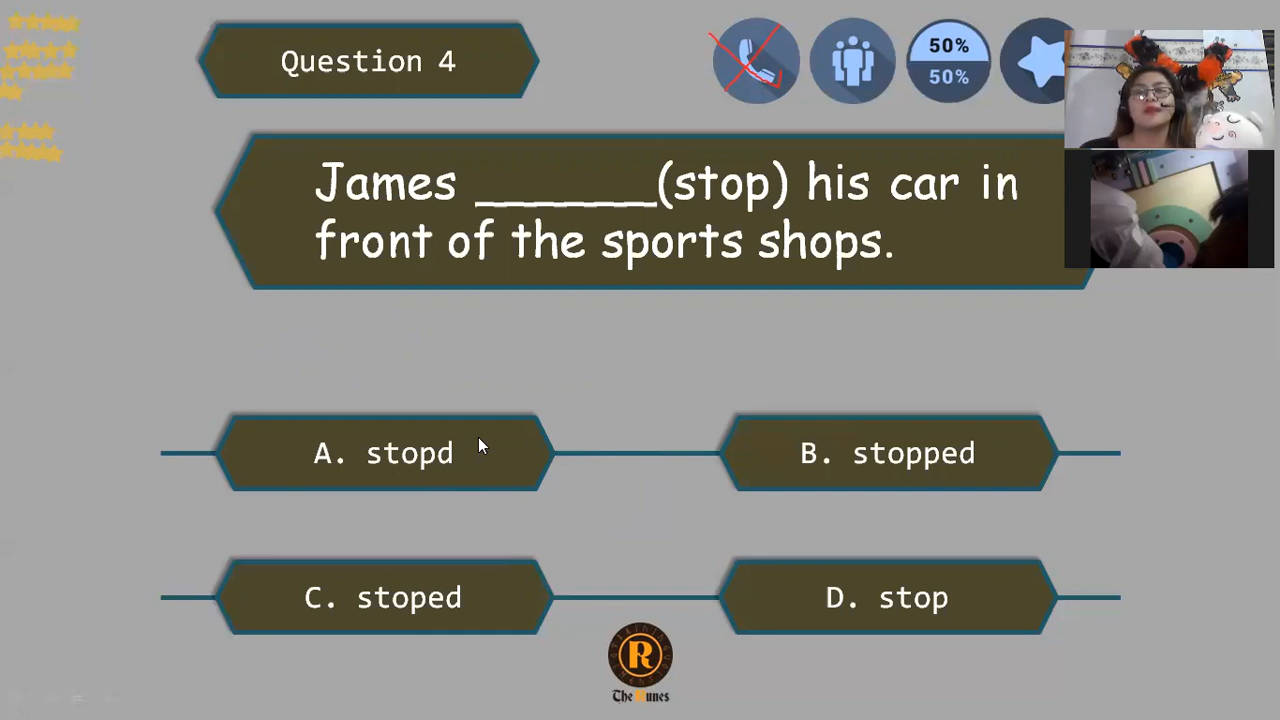 Question 4
50%
50%
James ______(stop) his car in
front of the sports shops.
A. stopd
B. stopped
C. stoped
D. stop
R
The Runes